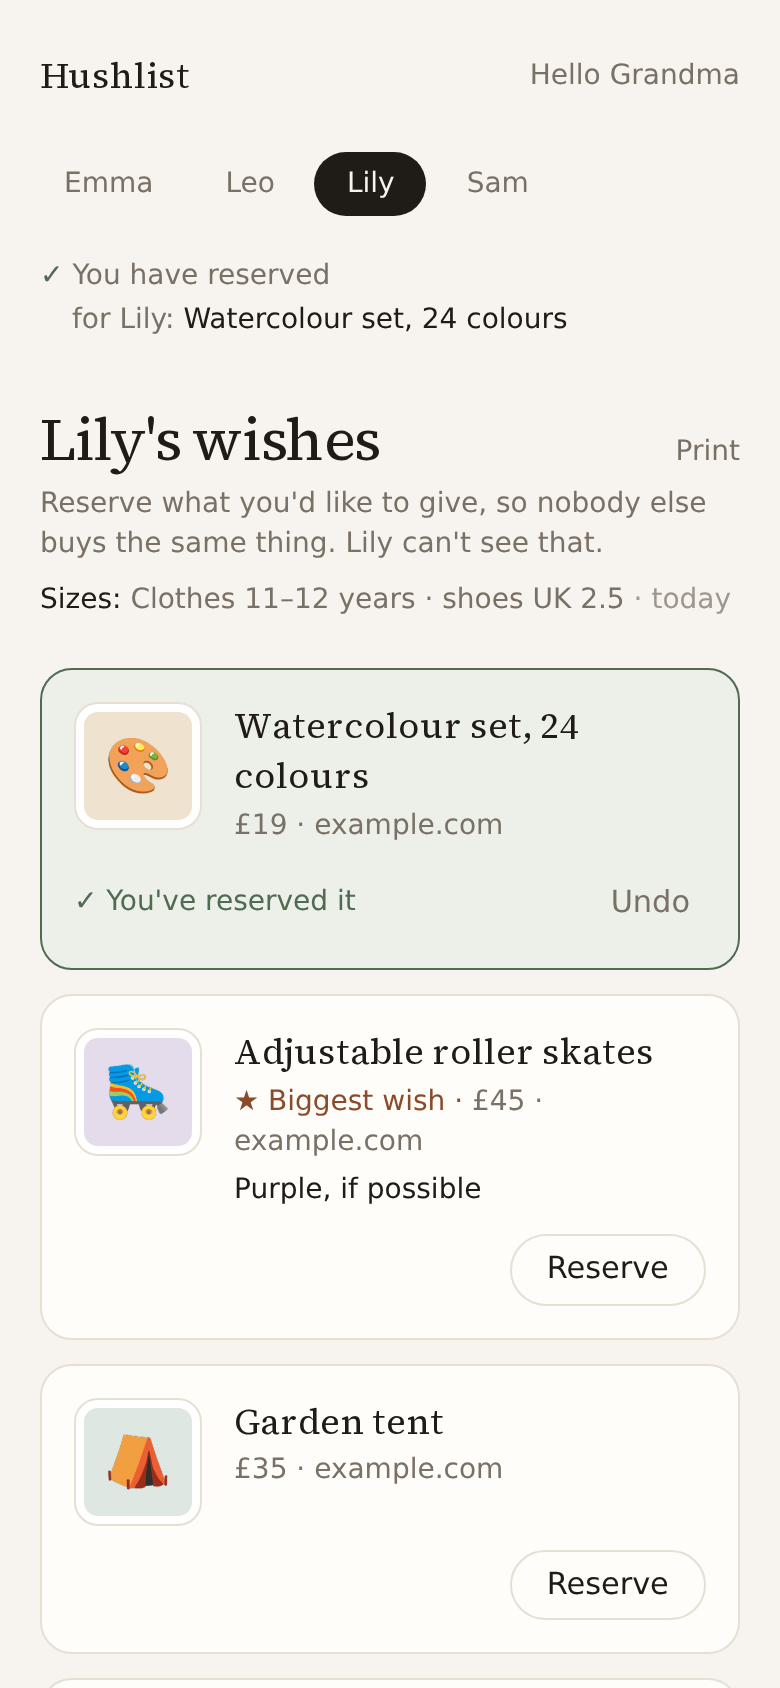 Hushlist
Hello Grandma
Emma
Leo
Lily
Sam
✓ You have reserved
for Lily: Watercolour set, 24 colours
Lily's wishes
Print
Reserve what you'd like to give, so nobody else
buys the same thing. Lily can't see that.
Sizes: Clothes 11–12 years · shoes UK 2.5 · today
Watercolour set, 24
colours
£19 · example.com
✓ You've reserved it
Undo
Adjustable roller skates
★ Biggest wish · £45 ·
example.com
Purple, if possible
Reserve
Garden tent
£35 · example.com
Reserve